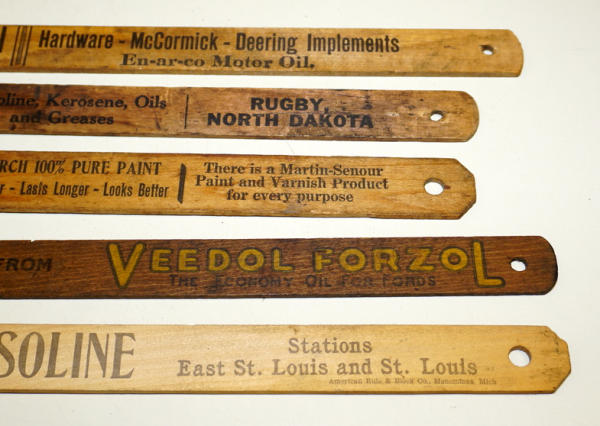 Hardware - McCormick - Deering Implements
En-ar-co Motor Oil.
oline, Kerosene, Oils
and Greases
RUGBY,
NORTH DAKOTA
RCH 100% PURE PAINT
r - Lasts Longer - Looks Better
There is a Martin-Senour
Paint and Varnish Product
for every purpose
FROM
VEEDOL FORZOL
THE ECONOMY OIL FOR FORDS
SOLINE
Stations
East St. Louis and St. Louis
American Rule & Block Co., Menominee, Mich